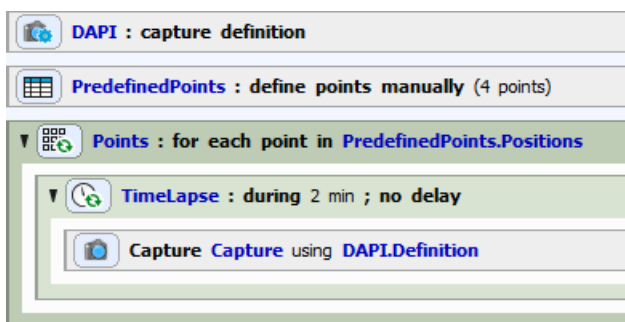 DAPI : capture definition
PredefinedPoints : define points manually (4 points)
Points : for each point in PredefinedPoints.Positions
TimeLapse : during 2 min ; no delay
Capture Capture using DAPI.Definition